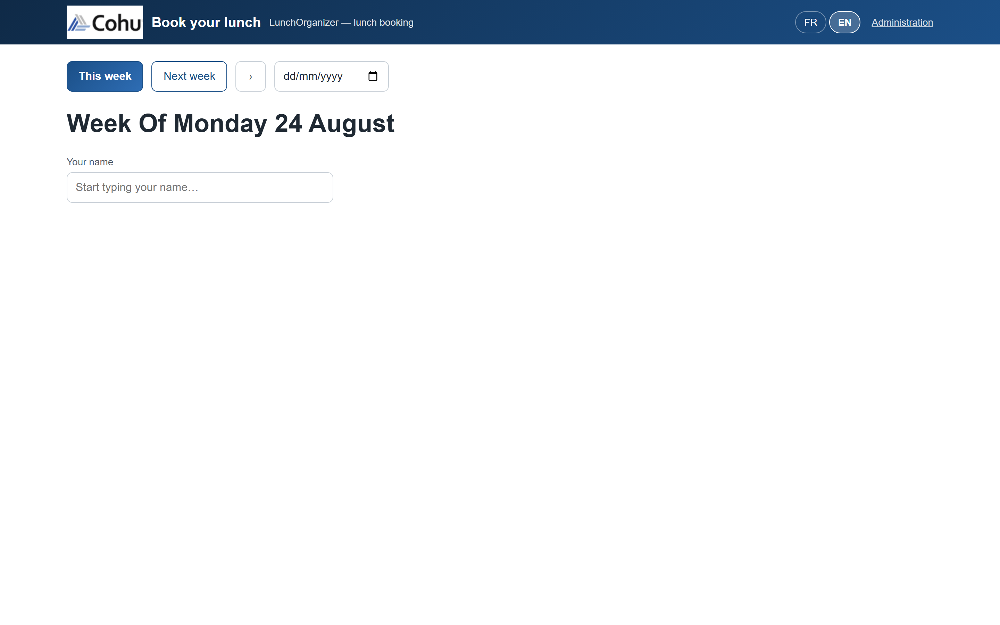 Cohu Book your lunch LunchOrganizer — lunch booking FR EN Administration
This week Next week › dd/mm/yyyy
Week Of Monday 24 August
Your name
Start typing your name…